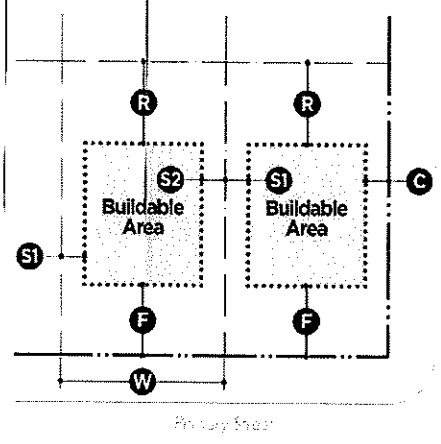 R R
S2 S1 C
Buildable Buildable
Area Area
S1
F F
W